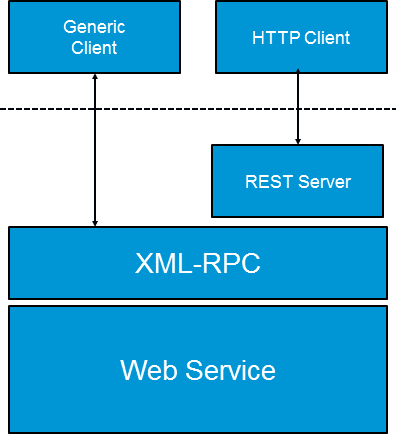 Generic
Client
HTTP Client
REST Server
XML-RPC
Web Service